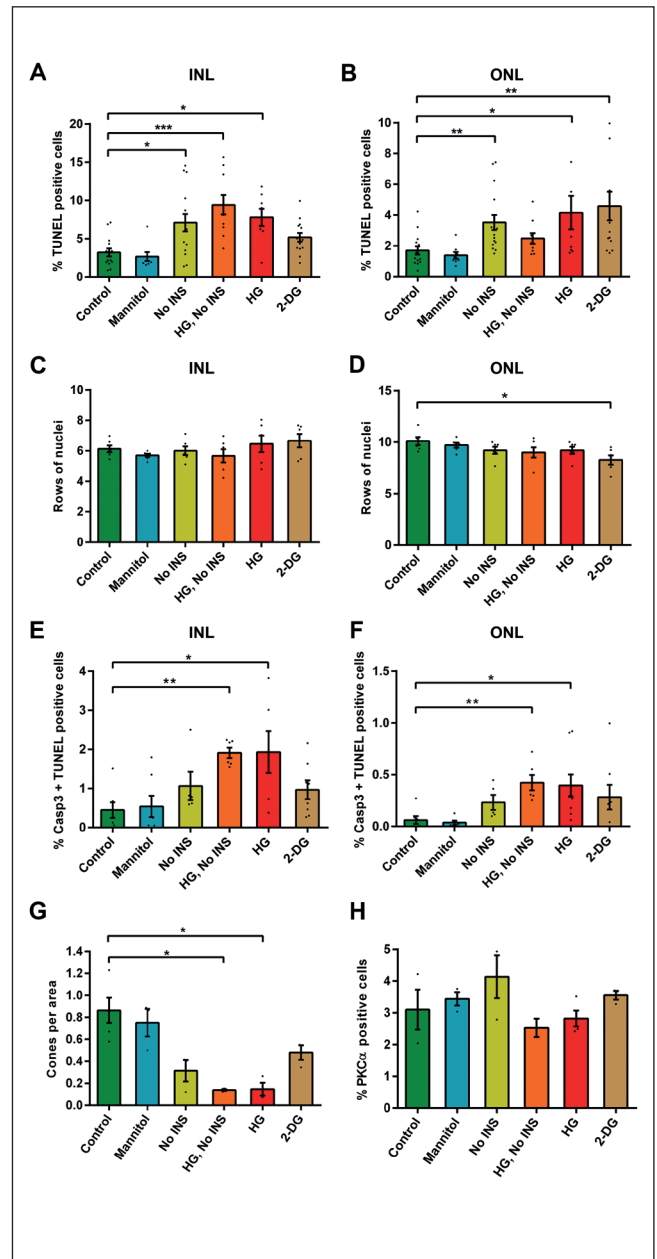 A
INL
% TUNEL positive cells
20
15
10
5
0
*
***
*
Control
Mannitol
No INS
HG, No INS
HG
2-DG
B
ONL
% TUNEL positive cells
10
8
6
4
2
0
**
*
**
Control
Mannitol
No INS
HG, No INS
HG
2-DG
C
INL
Rows of nuclei
10
8
6
4
2
0
Control
Mannitol
No INS
HG, No INS
HG
2-DG
D
ONL
Rows of nuclei
15
10
5
0
*
Control
Mannitol
No INS
HG, No INS
HG
2-DG
E
INL
% Casp3 + TUNEL positive cells
4
3
2
1
0
*
**
Control
Mannitol
No INS
HG, No INS
HG
2-DG
F
ONL
% Casp3 + TUNEL positive cells
1.5
1.0
0.5
0.0
*
**
Control
Mannitol
No INS
HG, No INS
HG
2-DG
G
Cones per area
1.4
1.2
1.0
0.8
0.6
0.4
0.2
0.0
*
*
Control
Mannitol
No INS
HG, No INS
HG
2-DG
H
% PKCα positive cells
5
4
3
2
1
0
Control
Mannitol
No INS
HG, No INS
HG
2-DG